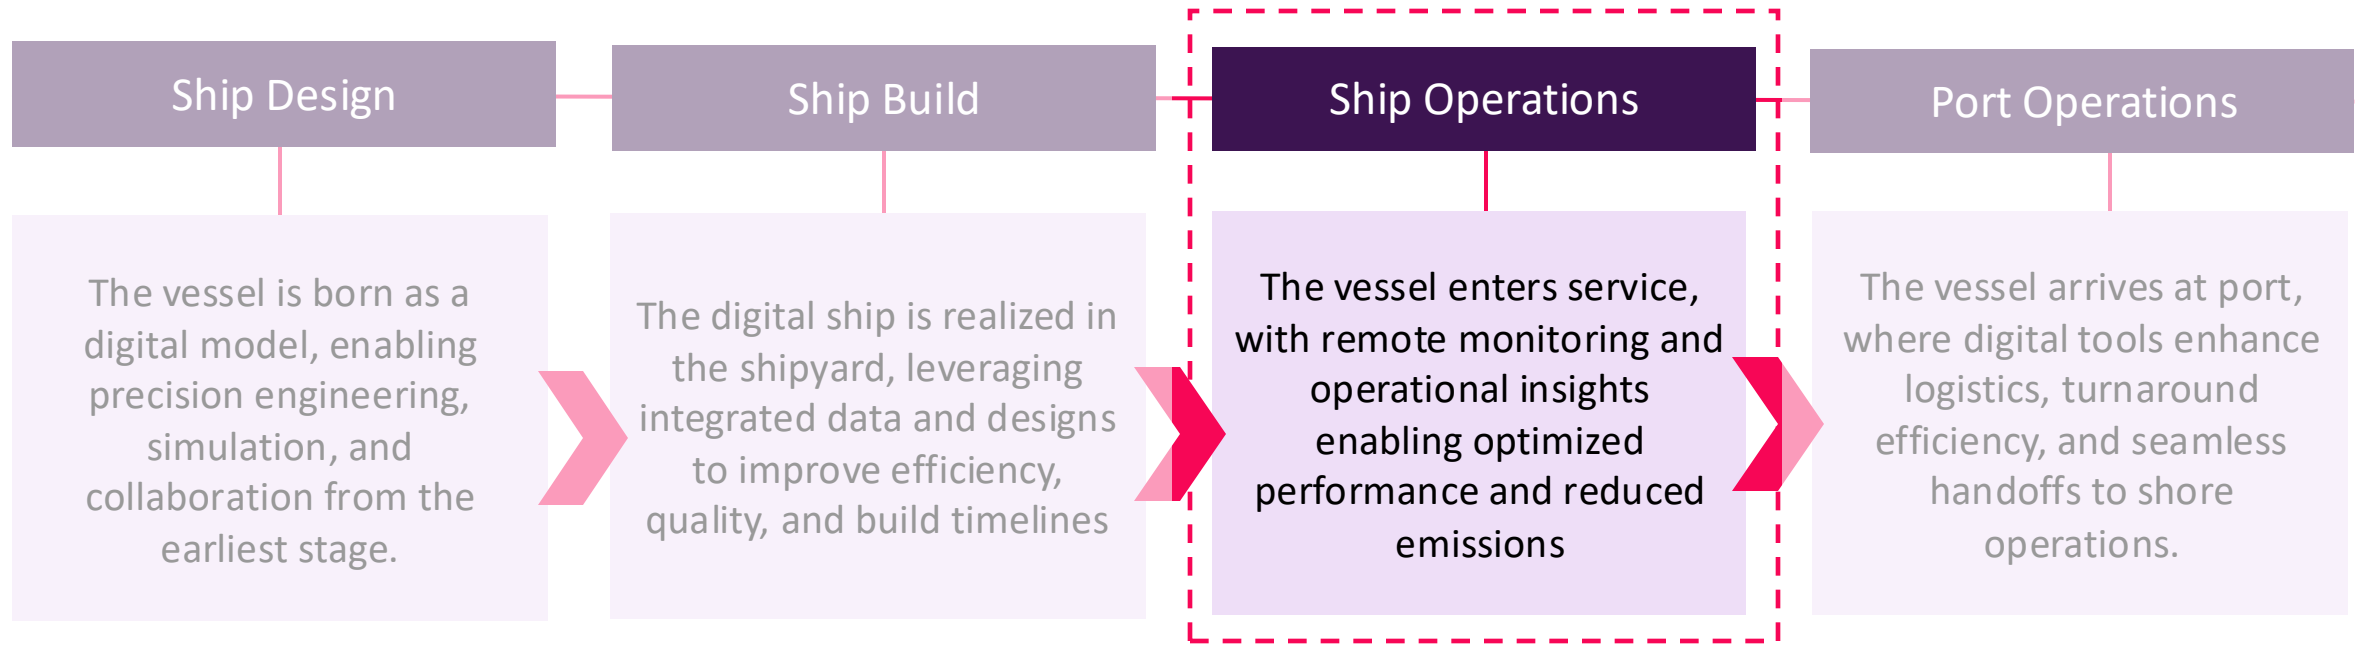 Ship Design
The vessel is born as a
digital model, enabling
precision engineering,
simulation, and
collaboration from the
earliest stage.
Ship Build
The digital ship is realized in
the shipyard, leveraging
integrated data and designs
to improve efficiency,
quality, and build timelines
Ship Operations
The vessel enters service,
with remote monitoring and
operational insights
enabling optimized
performance and reduced
emissions
Port Operations
The vessel arrives at port,
where digital tools enhance
logistics, turnaround
efficiency, and seamless
handoffs to shore
operations.